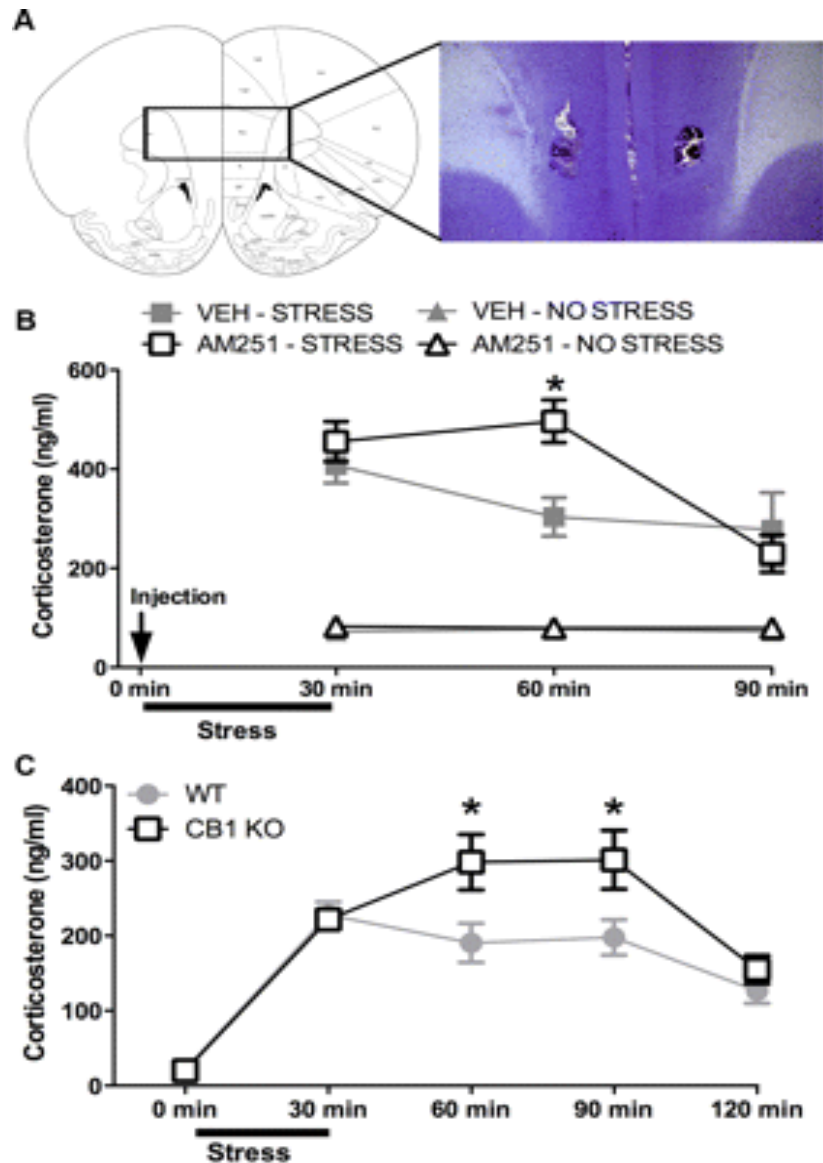 A
B
VEH - STRESS VEH - NO STRESS
AM251 - STRESS AM251 - NO STRESS
Corticosterone (ng/ml)
600
*
400
200
Injection
0
0 min 30 min 60 min 90 min
Stress
C
Corticosterone (ng/ml)
400
WT
* *
CB1 KO
300
200
100
0
0 min 30 min 60 min 90 min 120 min
Stress